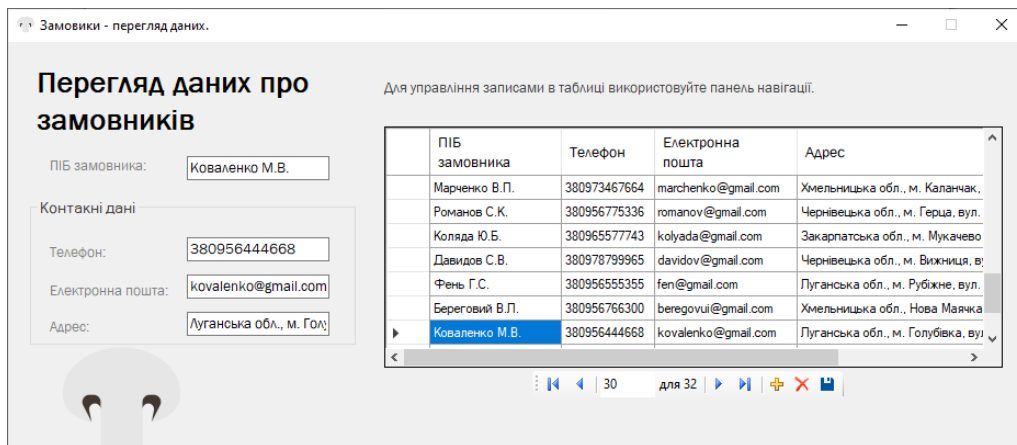 Замовики - перегляд даних.
Перегляд даних про
замовників
Для управління записами в таблиці використовуйте панель навігації.
ПІБ замовника: Коваленко М.В.
Контакні дані
Телефон: 380956444668
Електронна пошта: kovalenko@gmail.com
Адрес: Луганська обл., м. Голу
ПІБ замовника Телефон Електронна пошта Адрес
Марченко В.П. 380973467664 marchenko@gmail.com Хмельницька обл., м. Каланчак,
Романов С.К. 380956775336 romanov@gmail.com Чернівецька обл., м. Герца, вул.
Коляда Ю.Б. 380965577743 kolyada@gmail.com Закарпатська обл., м. Мукачево
Давидов С.В. 380978799965 davidov@gmail.com Чернівецька обл., м. Вижниця, ву
Фень Г.С. 380956555355 fen@gmail.com Луганська обл., м. Рубіжне, вул.
Береговий В.П. 380956766300 beregovui@gmail.com Хмельницька обл., Нова Маячка
Коваленко М.В. 380956444668 kovalenko@gmail.com Луганська обл., м. Голубівка, вул
30 для 32